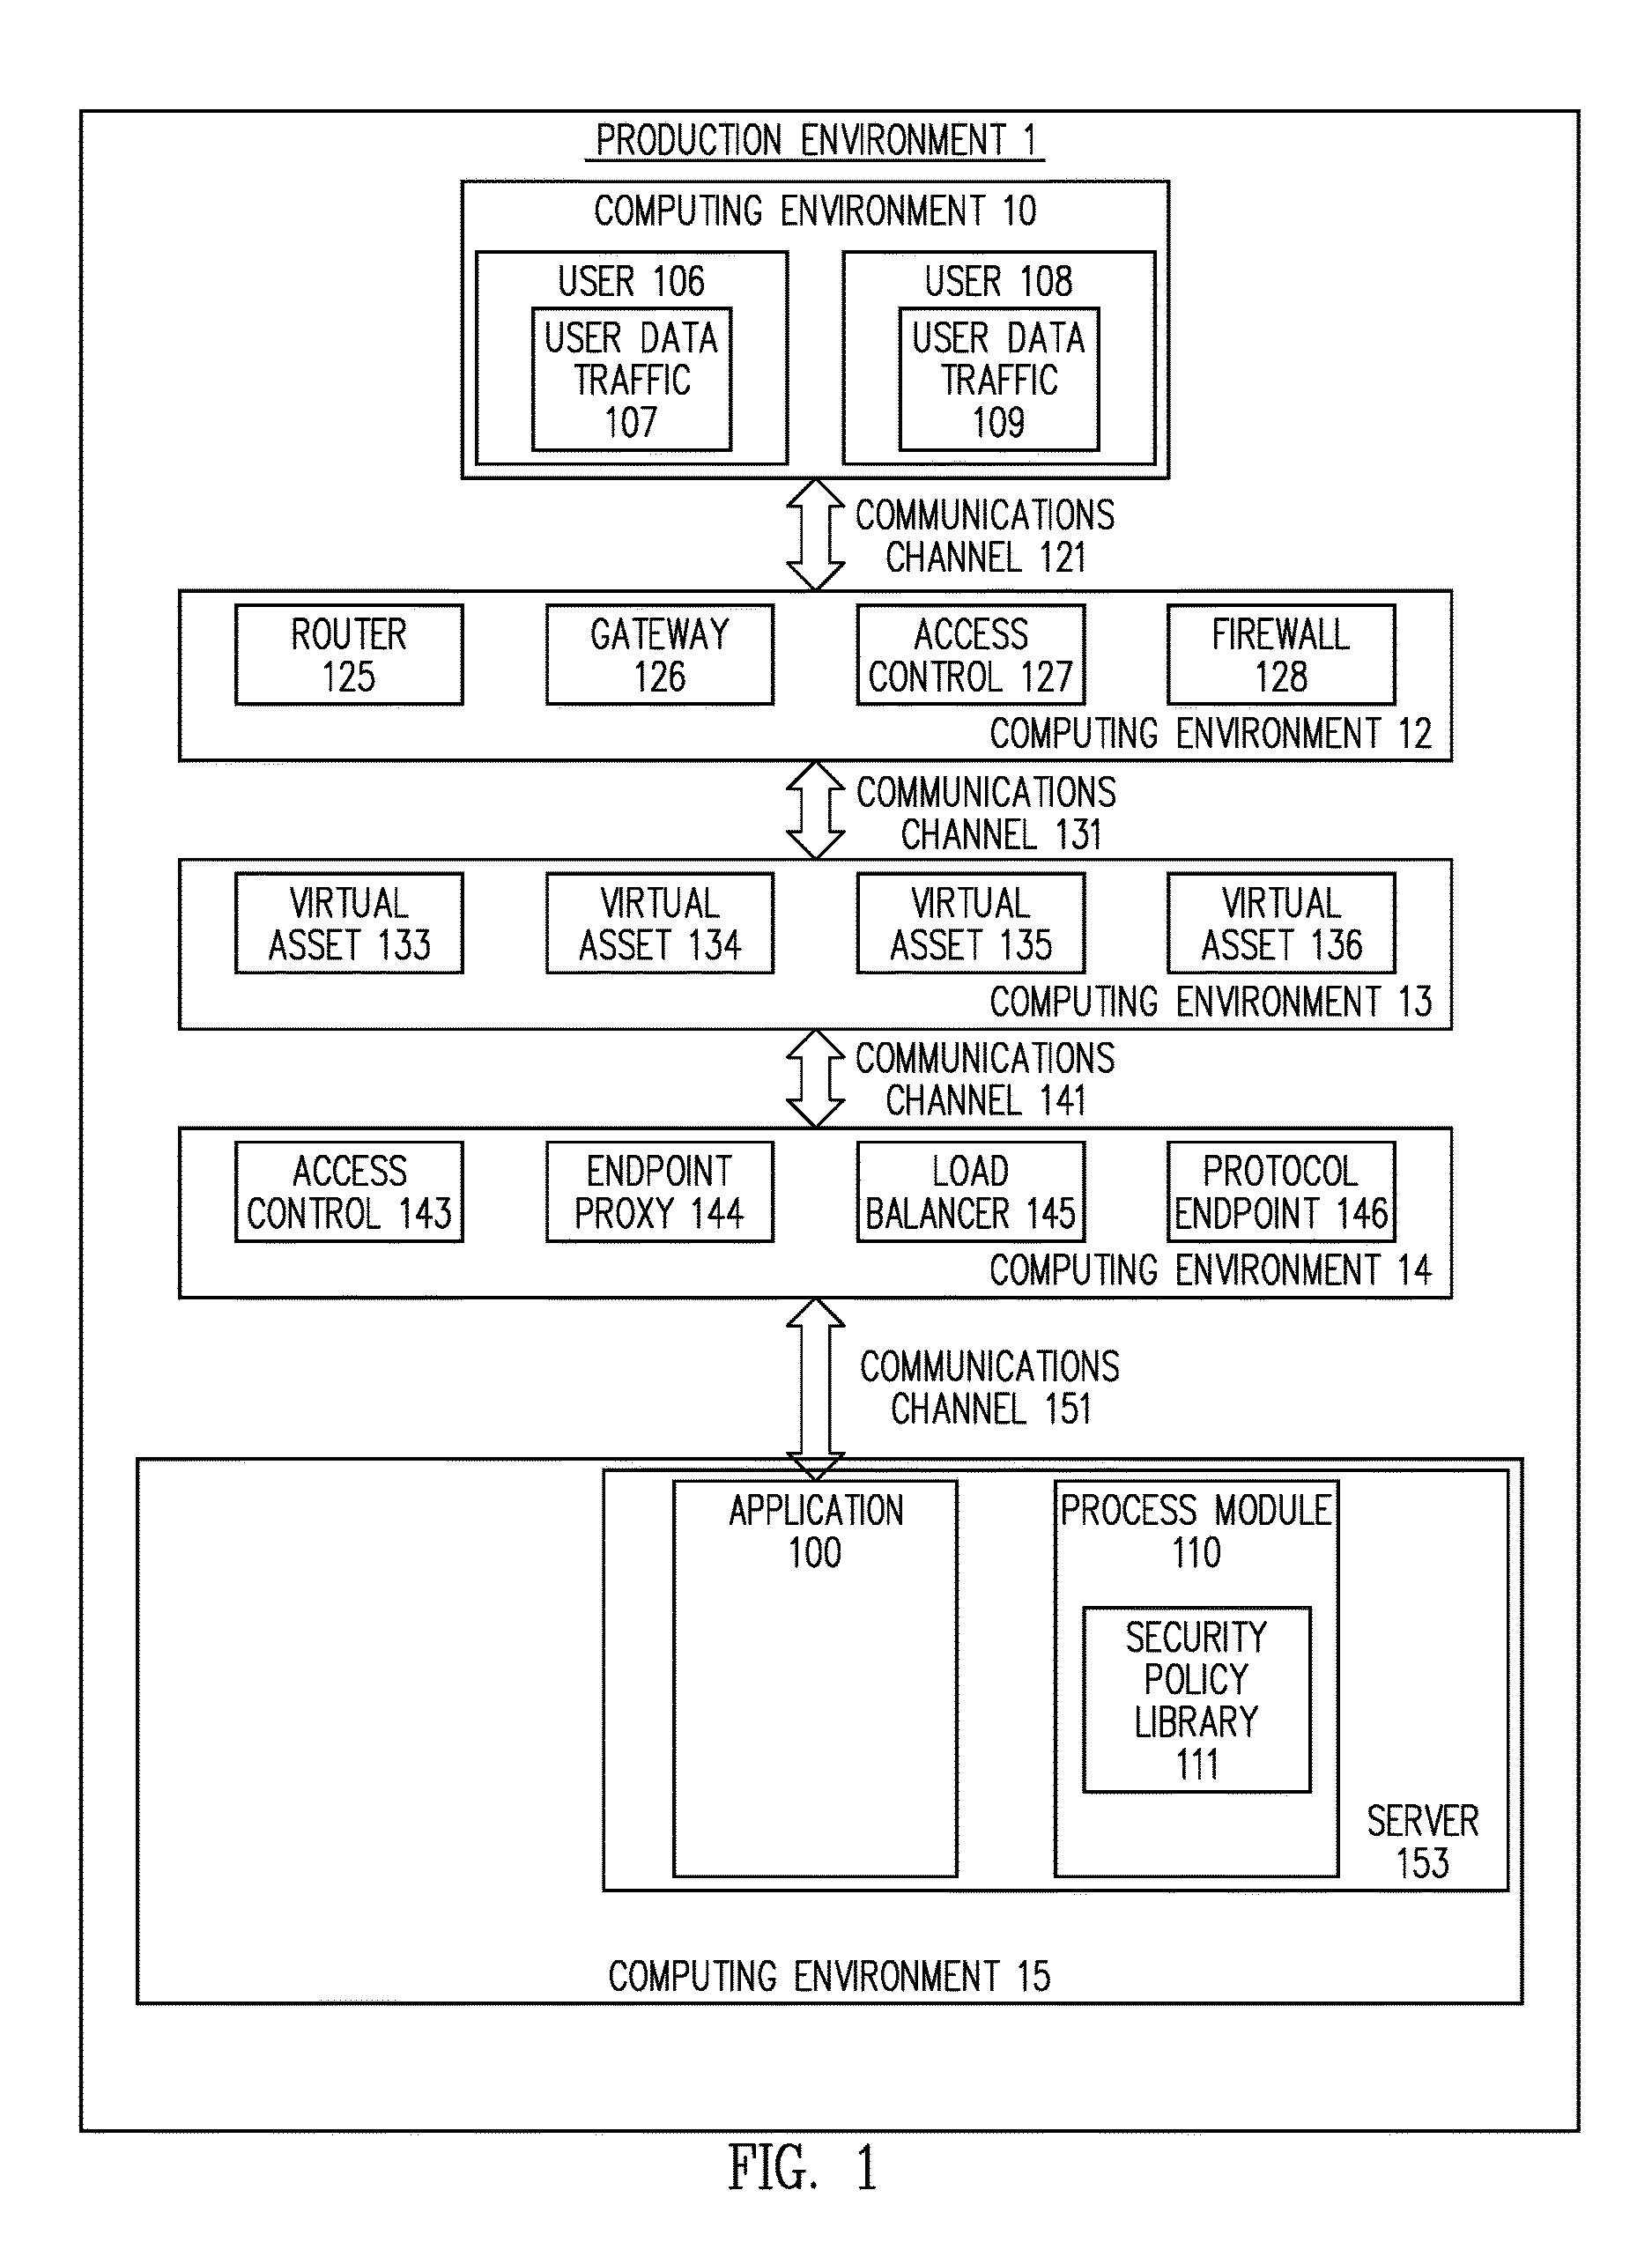 PRODUCTION ENVIRONMENT 1
COMPUTING ENVIRONMENT 10
USER 106
USER DATA
TRAFFIC
107
USER 108
USER DATA
TRAFFIC
109
COMMUNICATIONS
CHANNEL 121
ROUTER
125
GATEWAY
126
ACCESS
CONTROL 127
FIREWALL
128
COMPUTING ENVIRONMENT 12
COMMUNICATIONS
CHANNEL 131
VIRTUAL
ASSET 133
VIRTUAL
ASSET 134
VIRTUAL
ASSET 135
VIRTUAL
ASSET 136
COMPUTING ENVIRONMENT 13
COMMUNICATIONS
CHANNEL 141
ACCESS
CONTROL 143
ENDPOINT
PROXY 144
LOAD
BALANCER 145
PROTOCOL
ENDPOINT 146
COMPUTING ENVIRONMENT 14
COMMUNICATIONS
CHANNEL 151
APPLICATION
100
PROCESS MODULE
110
SECURITY
POLICY
LIBRARY
111
SERVER
153
COMPUTING ENVIRONMENT 15
FIG. 1